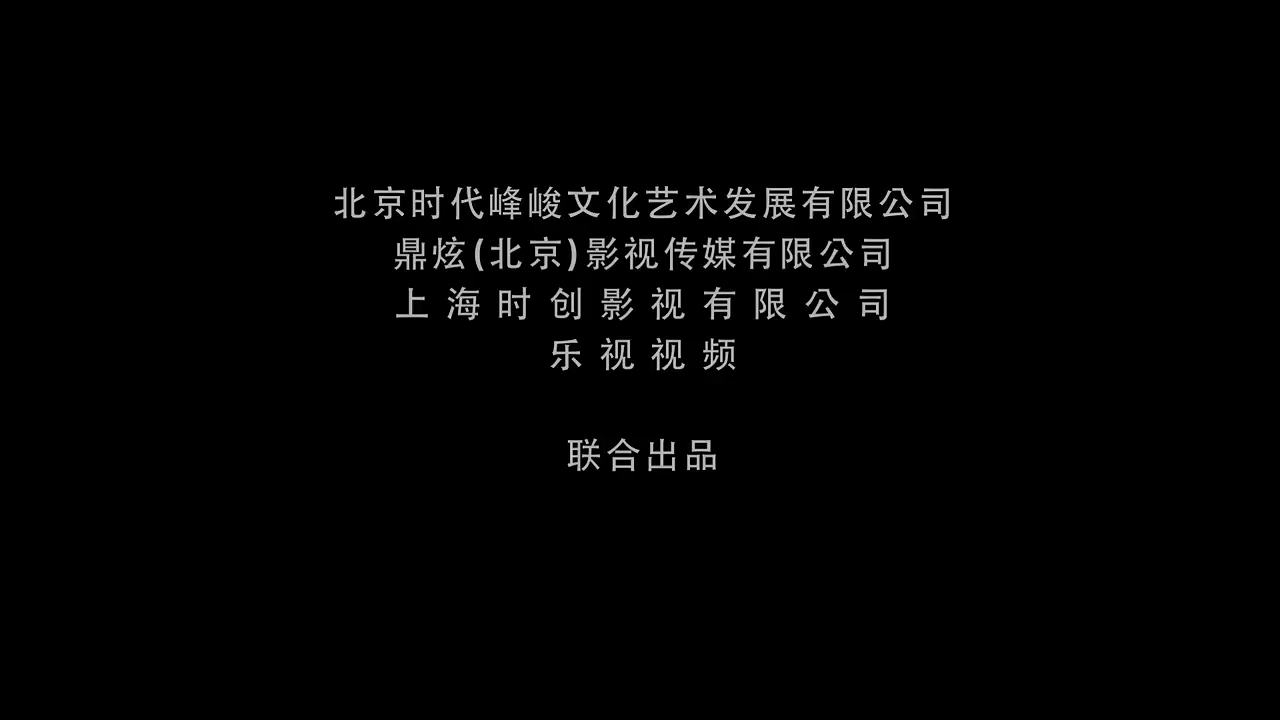 北京时代峰峻文化艺术发展有限公司
鼎炫(北京)影视传媒有限公司
上海时创影视有限公司
乐视视频
联合出品